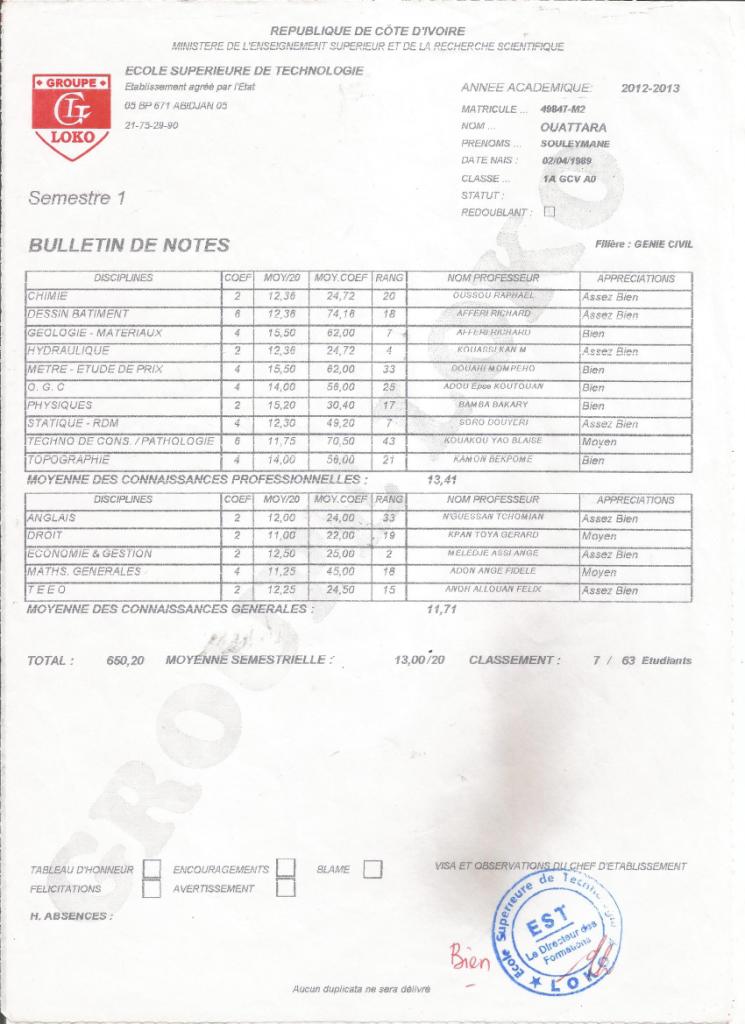 REPUBLIQUE DE CÔTE D'IVOIRE
MINISTERE DE L'ENSEIGNEMENT SUPERIEUR ET DE LA RECHERCHE SCIENTIFIQUE
GROUPE
GL
LOKO
ECOLE SUPERIEURE DE TECHNOLOGIE
Etablissement agréé par l'Etat
05 BP 671 ABIDJAN 05
21-75-29-90
ANNEE ACADEMIQUE: 2012-2013
MATRICULE ... 49847-M2
NOM ... OUATTARA
PRENOMS ... SOULEYMANE
DATE NAIS : 02/04/1989
CLASSE ... 1A GCV A0
STATUT :
REDOUBLANT :
Semestre 1
BULLETIN DE NOTES
Filière : GENIE CIVIL
DISCIPLINES COEF MOY/20 MOY.COEF RANG NOM PROFESSEUR APPRECIATIONS
CHIMIE 2 12,36 24,72 20 OUSSOU RAPHAEL Assez Bien
DESSIN BATIMENT 6 12,36 74,16 18 AFFERI RICHARD Assez Bien
GEOLOGIE - MATERIAUX 4 15,50 62,00 7 AFFERI RICHARD Bien
HYDRAULIQUE 2 12,36 24,72 4 KOUASSI KAN M Assez Bien
METRE - ETUDE DE PRIX 4 15,50 62,00 33 DOUAHI MOMPEHO Bien
O. G. C 4 14,00 56,00 25 ADOU Epse KOUTOUAN Bien
PHYSIQUES 2 15,20 30,40 17 BAMBA BAKARY Bien
STATIQUE - RDM 4 12,30 49,20 7 SORO DOUYERI Assez Bien
TECHNO DE CONS. / PATHOLOGIE 6 11,75 70,50 43 KOUAKOU YAO BLAISE Moyen
TOPOGRAPHIE 4 14,00 56,00 21 KAMON BEKPOME Bien
MOYENNE DES CONNAISSANCES PROFESSIONNELLES : 13,41
DISCIPLINES COEF MOY/20 MOY.COEF RANG NOM PROFESSEUR APPRECIATIONS
ANGLAIS 2 12,00 24,00 33 N'GUESSAN TCHOMIAN Assez Bien
DROIT 2 11,00 22,00 19 KPAN TOYA GERARD Moyen
ECONOMIE & GESTION 2 12,50 25,00 2 MELEDJE ASSI ANGE Assez Bien
MATHS. GENERALES 4 11,25 45,00 18 ADON ANGE FIDELE Moyen
T E E O 2 12,25 24,50 15 ANOH ALLOUAN FELIX Assez Bien
MOYENNE DES CONNAISSANCES GENERALES : 11,71
TOTAL : 650,20 MOYENNE SEMESTRIELLE : 13,00/20 CLASSEMENT : 7 / 63 Etudiants
GROUPE LOKO
TABLEAU D'HONNEUR ENCOURAGEMENTS BLAME
FELICITATIONS AVERTISSEMENT
H. ABSENCES :
VISA ET OBSERVATIONS DU CHEF D'ETABLISSEMENT
Bien
Ecole Supérieure de Technologie
EST
Le Directeur des
Formations
LOKO
Aucun duplicata ne sera délivré